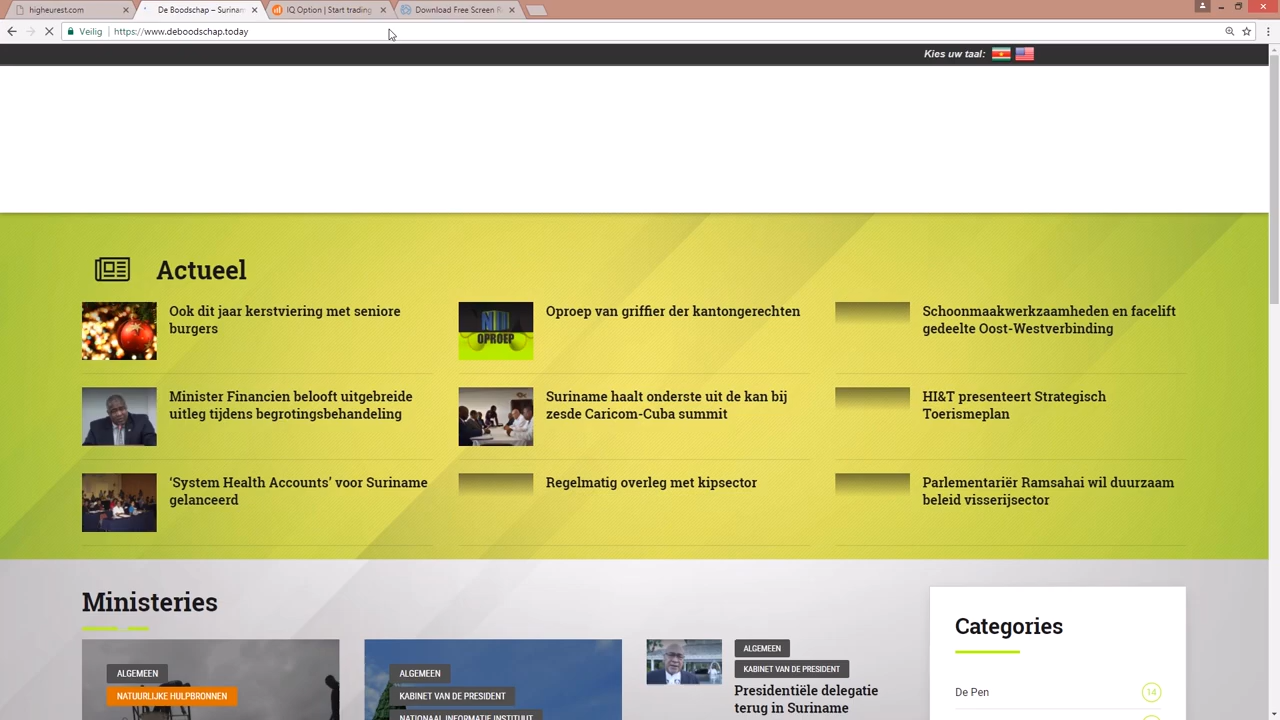 higheurest.com
De Boodschap – Surinam
IQ Option | Start trading
Download Free Screen R
Veilig
https://www.deboodschap.today
Kies uw taal:
Actueel
Ook dit jaar kerstviering met seniore
burgers
OPROEP
Oproep van griffier der kantongerechten
Schoonmaakwerkzaamheden en facelift
gedeelte Oost-Westverbinding
Minister Financien belooft uitgebreide
uitleg tijdens begrotingsbehandeling
Suriname haalt onderste uit de kan bij
zesde Caricom-Cuba summit
HI&T presenteert Strategisch
Toerismeplan
‘System Health Accounts’ voor Suriname
gelanceerd
Regelmatig overleg met kipsector
Parlementariër Ramsahai wil duurzaam
beleid visserijsector
Ministeries
ALGEMEEN
NATUURLIJKE HULPBRONNEN
ALGEMEEN
KABINET VAN DE PRESIDENT
NATIONAAL INFORMATIE INSTITUUT
ALGEMEEN
KABINET VAN DE PRESIDENT
Presidentiële delegatie
terug in Suriname
Categories
De Pen
14